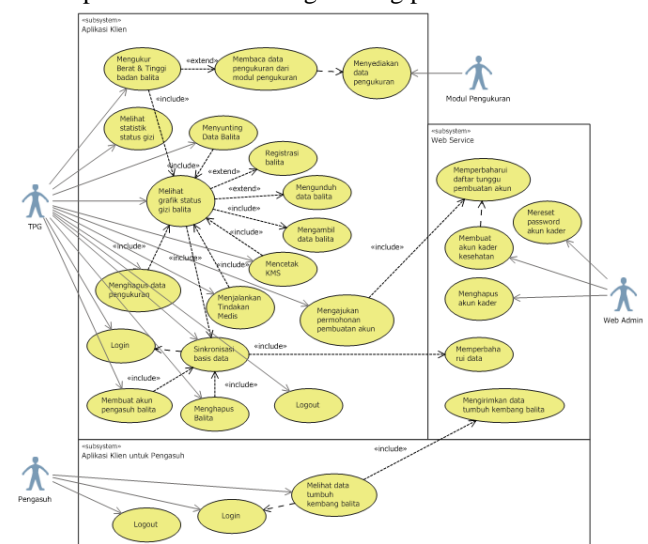 «subsystem»
Aplikasi Klien
Mengukur
Berat & Tinggi
badan balita
«extend»
Membaca data
pengukuran dari
modul pengukuran
Menyediakan
data
pengukuran
Modul Pengukuran
«include»
Melihat
statistik
status gizi
Menyunting
Data Balita
«include»
Registrasi
balita
«extend»
Mengunduh
data balita
«extend»
Melihat
grafik status
gizi balita
«include»
Mengambil
data balita
«include»
Mencetak
KMS
TPG
«include»
«include»
«include»
Menghapus data
pengukuran
Menjalankan
Tindakan
Medis
Mengajukan
permohonan
pembuatan akun
«include»
Login
Sinkronisasi
basis data
«include»
«include»
«include»
Membuat akun
pengasuh balita
Menghapus
Balita
Logout
«subsystem»
Web Service
Memperbaharui
daftar tunggu
pembuatan akun
Mereset
password
akun kader
Membuat
akun kader
kesehatan
Menghapus
akun kader
Web Admin
Memperbaha
rui data
Mengirimkan data
tumbuh kembang balita
«subsystem»
Aplikasi Klien untuk Pengasuh
«include»
Pengasuh
Melihat data
tumbuh
kembang balita
Login
Logout